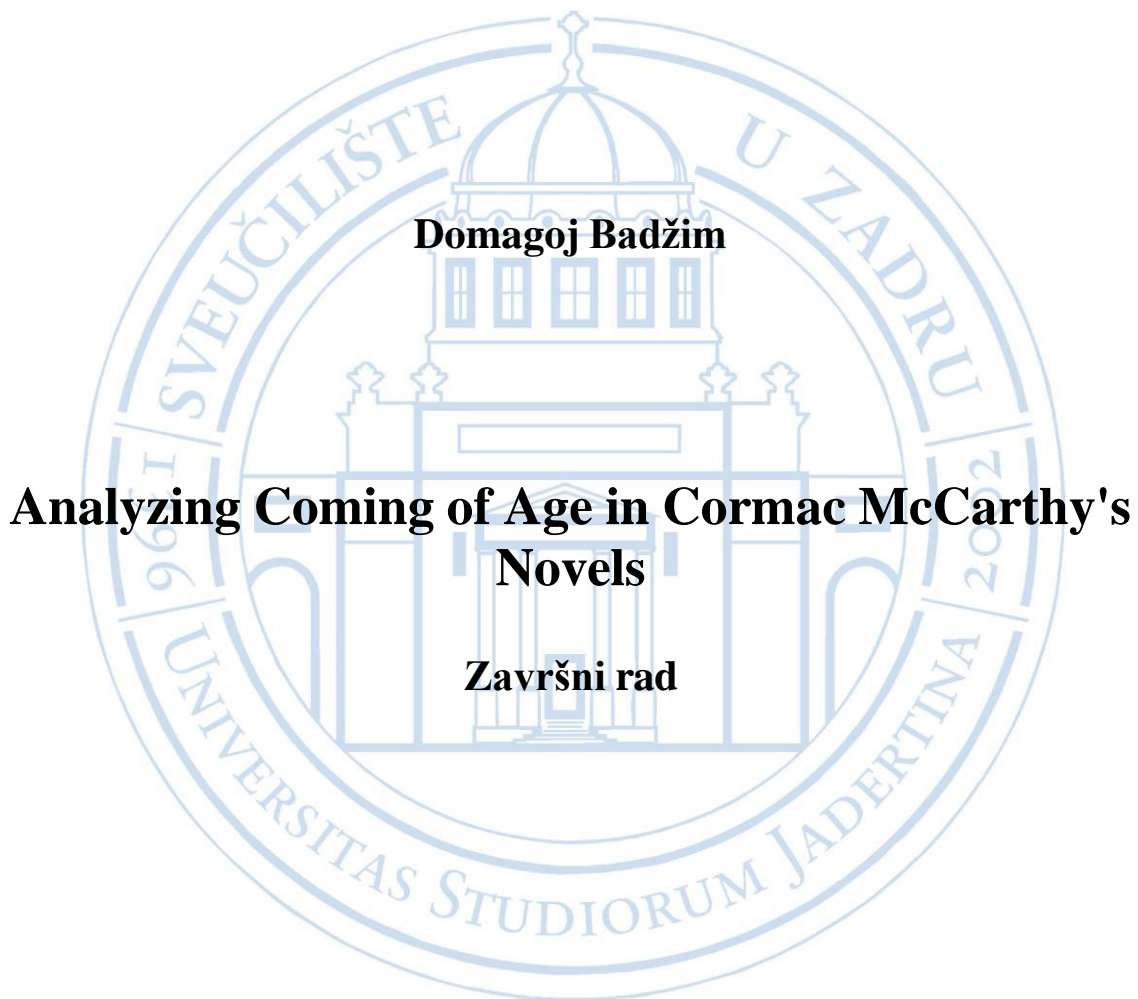 SVEUČILIŠTE U ZADRU
Domagoj Badžim
Analyzing Coming of Age in Cormac McCarthy's
Novels
Završni rad
1396
2002
UNIVERSITAS STUDIORUM JADERTINA